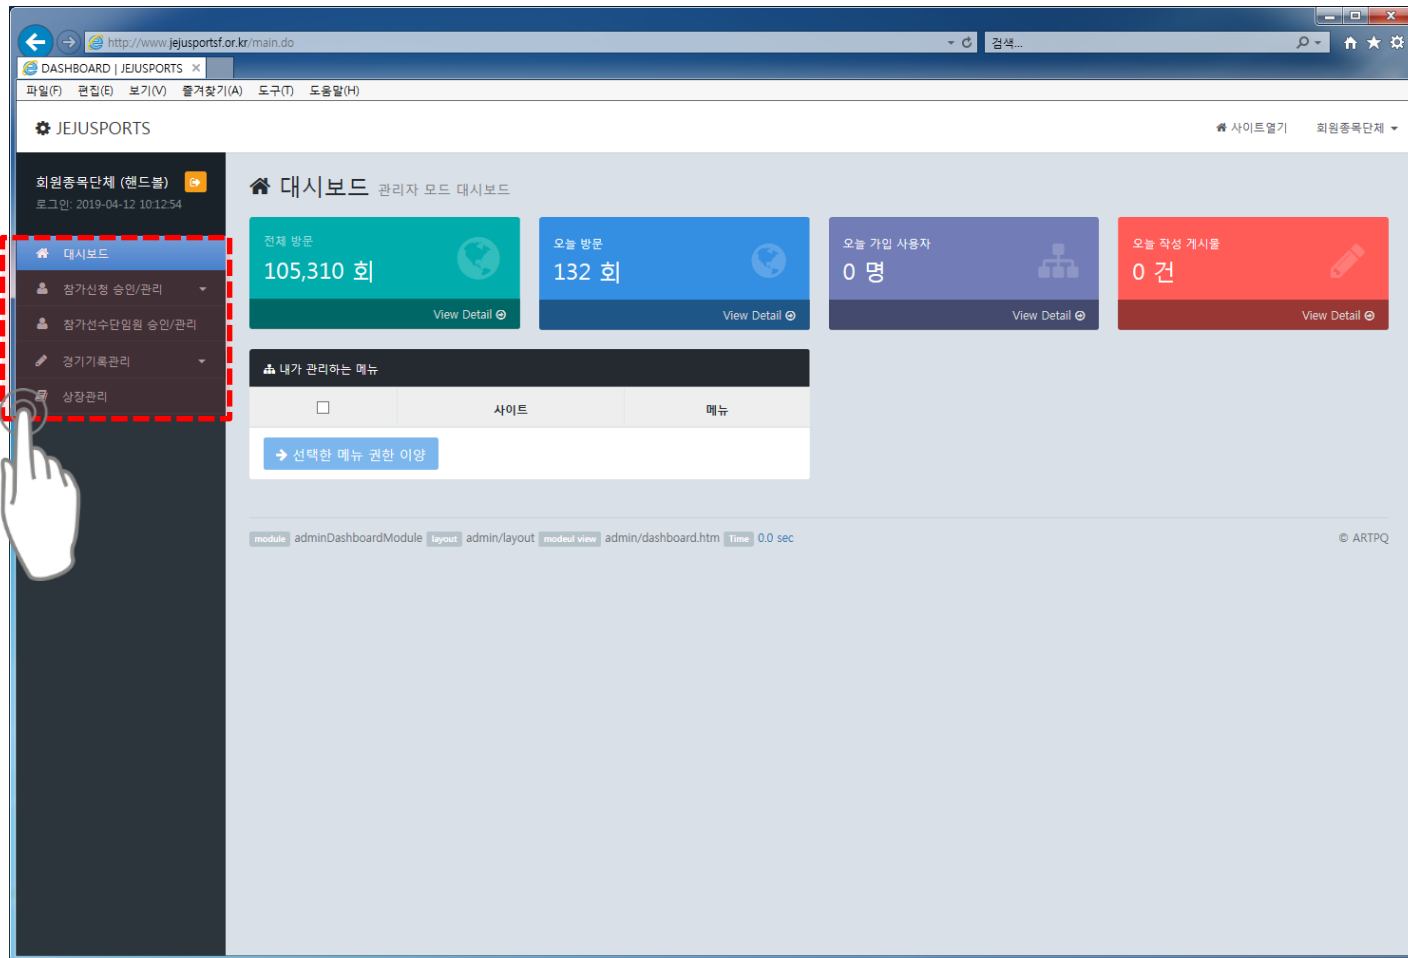 http://www.jejusportsf.or.kr/main.do
검색...
DASHBOARD | JEJUSPORTS
파일(F) 편집(E) 보기(V) 즐겨찾기(A) 도구(T) 도움말(H)
JEJUSPORTS
사이트열기 회원종목단체
회원종목단체 (핸드볼)
로그인: 2019-04-12 10:12:54
대시보드
참가신청 승인/관리
참가선수단임원 승인/관리
경기기록관리
상장관리
대시보드 관리자 모드 대시보드
전체 방문
105,310 회
View Detail
오늘 방문
132 회
View Detail
오늘 가입 사용자
0 명
View Detail
오늘 작성 게시물
0 건
View Detail
내가 관리하는 메뉴
사이트 메뉴
선택한 메뉴 권한 이양
module adminDashboardModule layout admin/layout modeul view admin/dashboard.htm Time 0.0 sec
© ARTPQ